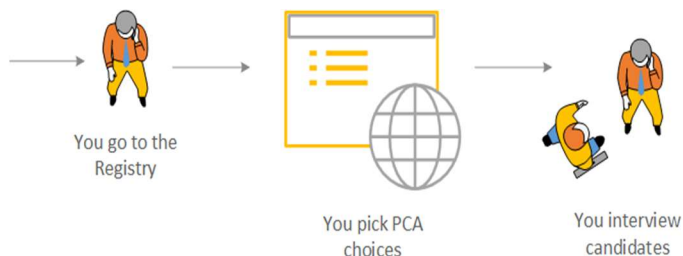 You go to the
Registry
You pick PCA
choices
You interview
candidates